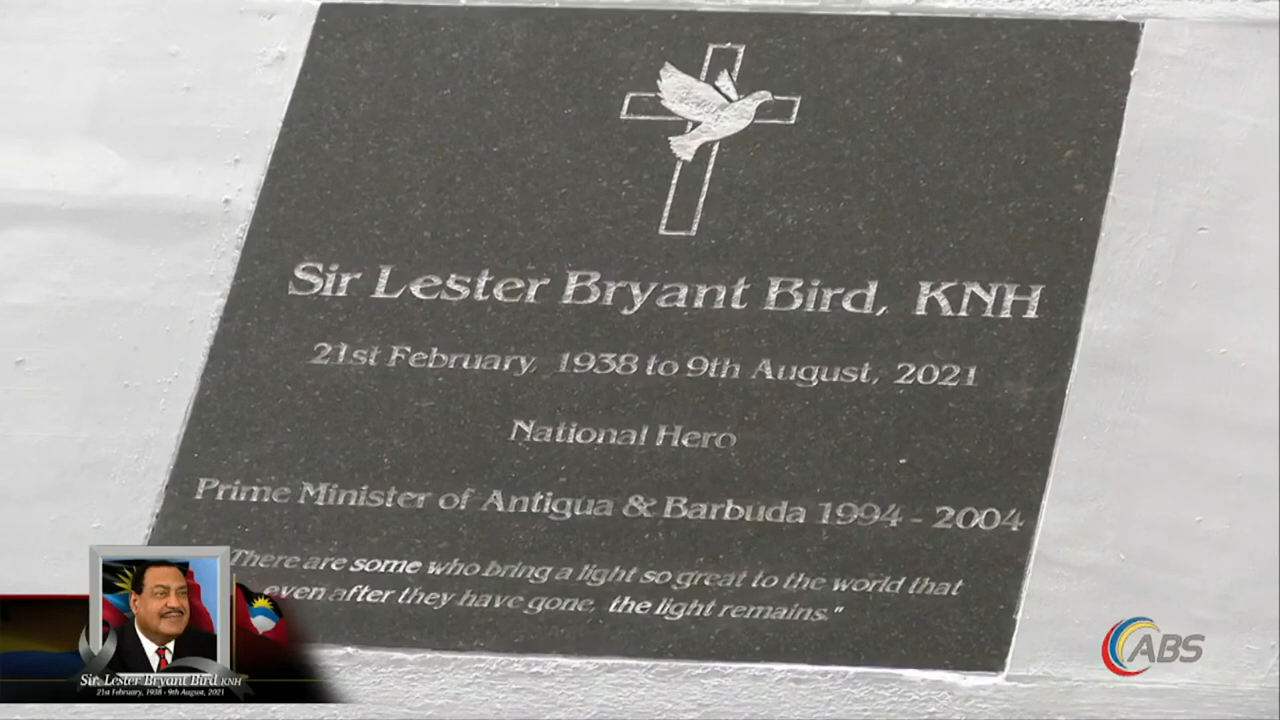 Sir Lester Bryant Bird, KNH
21st February, 1938 to 9th August, 2021
National Hero
Prime Minister of Antigua & Barbuda 1994 - 2004
"There are some who bring a light so great to the world that
even after they have gone, the light remains."
Sir. Lester Bryant Bird KNH
21st February, 1938 - 9th August, 2021
ABS